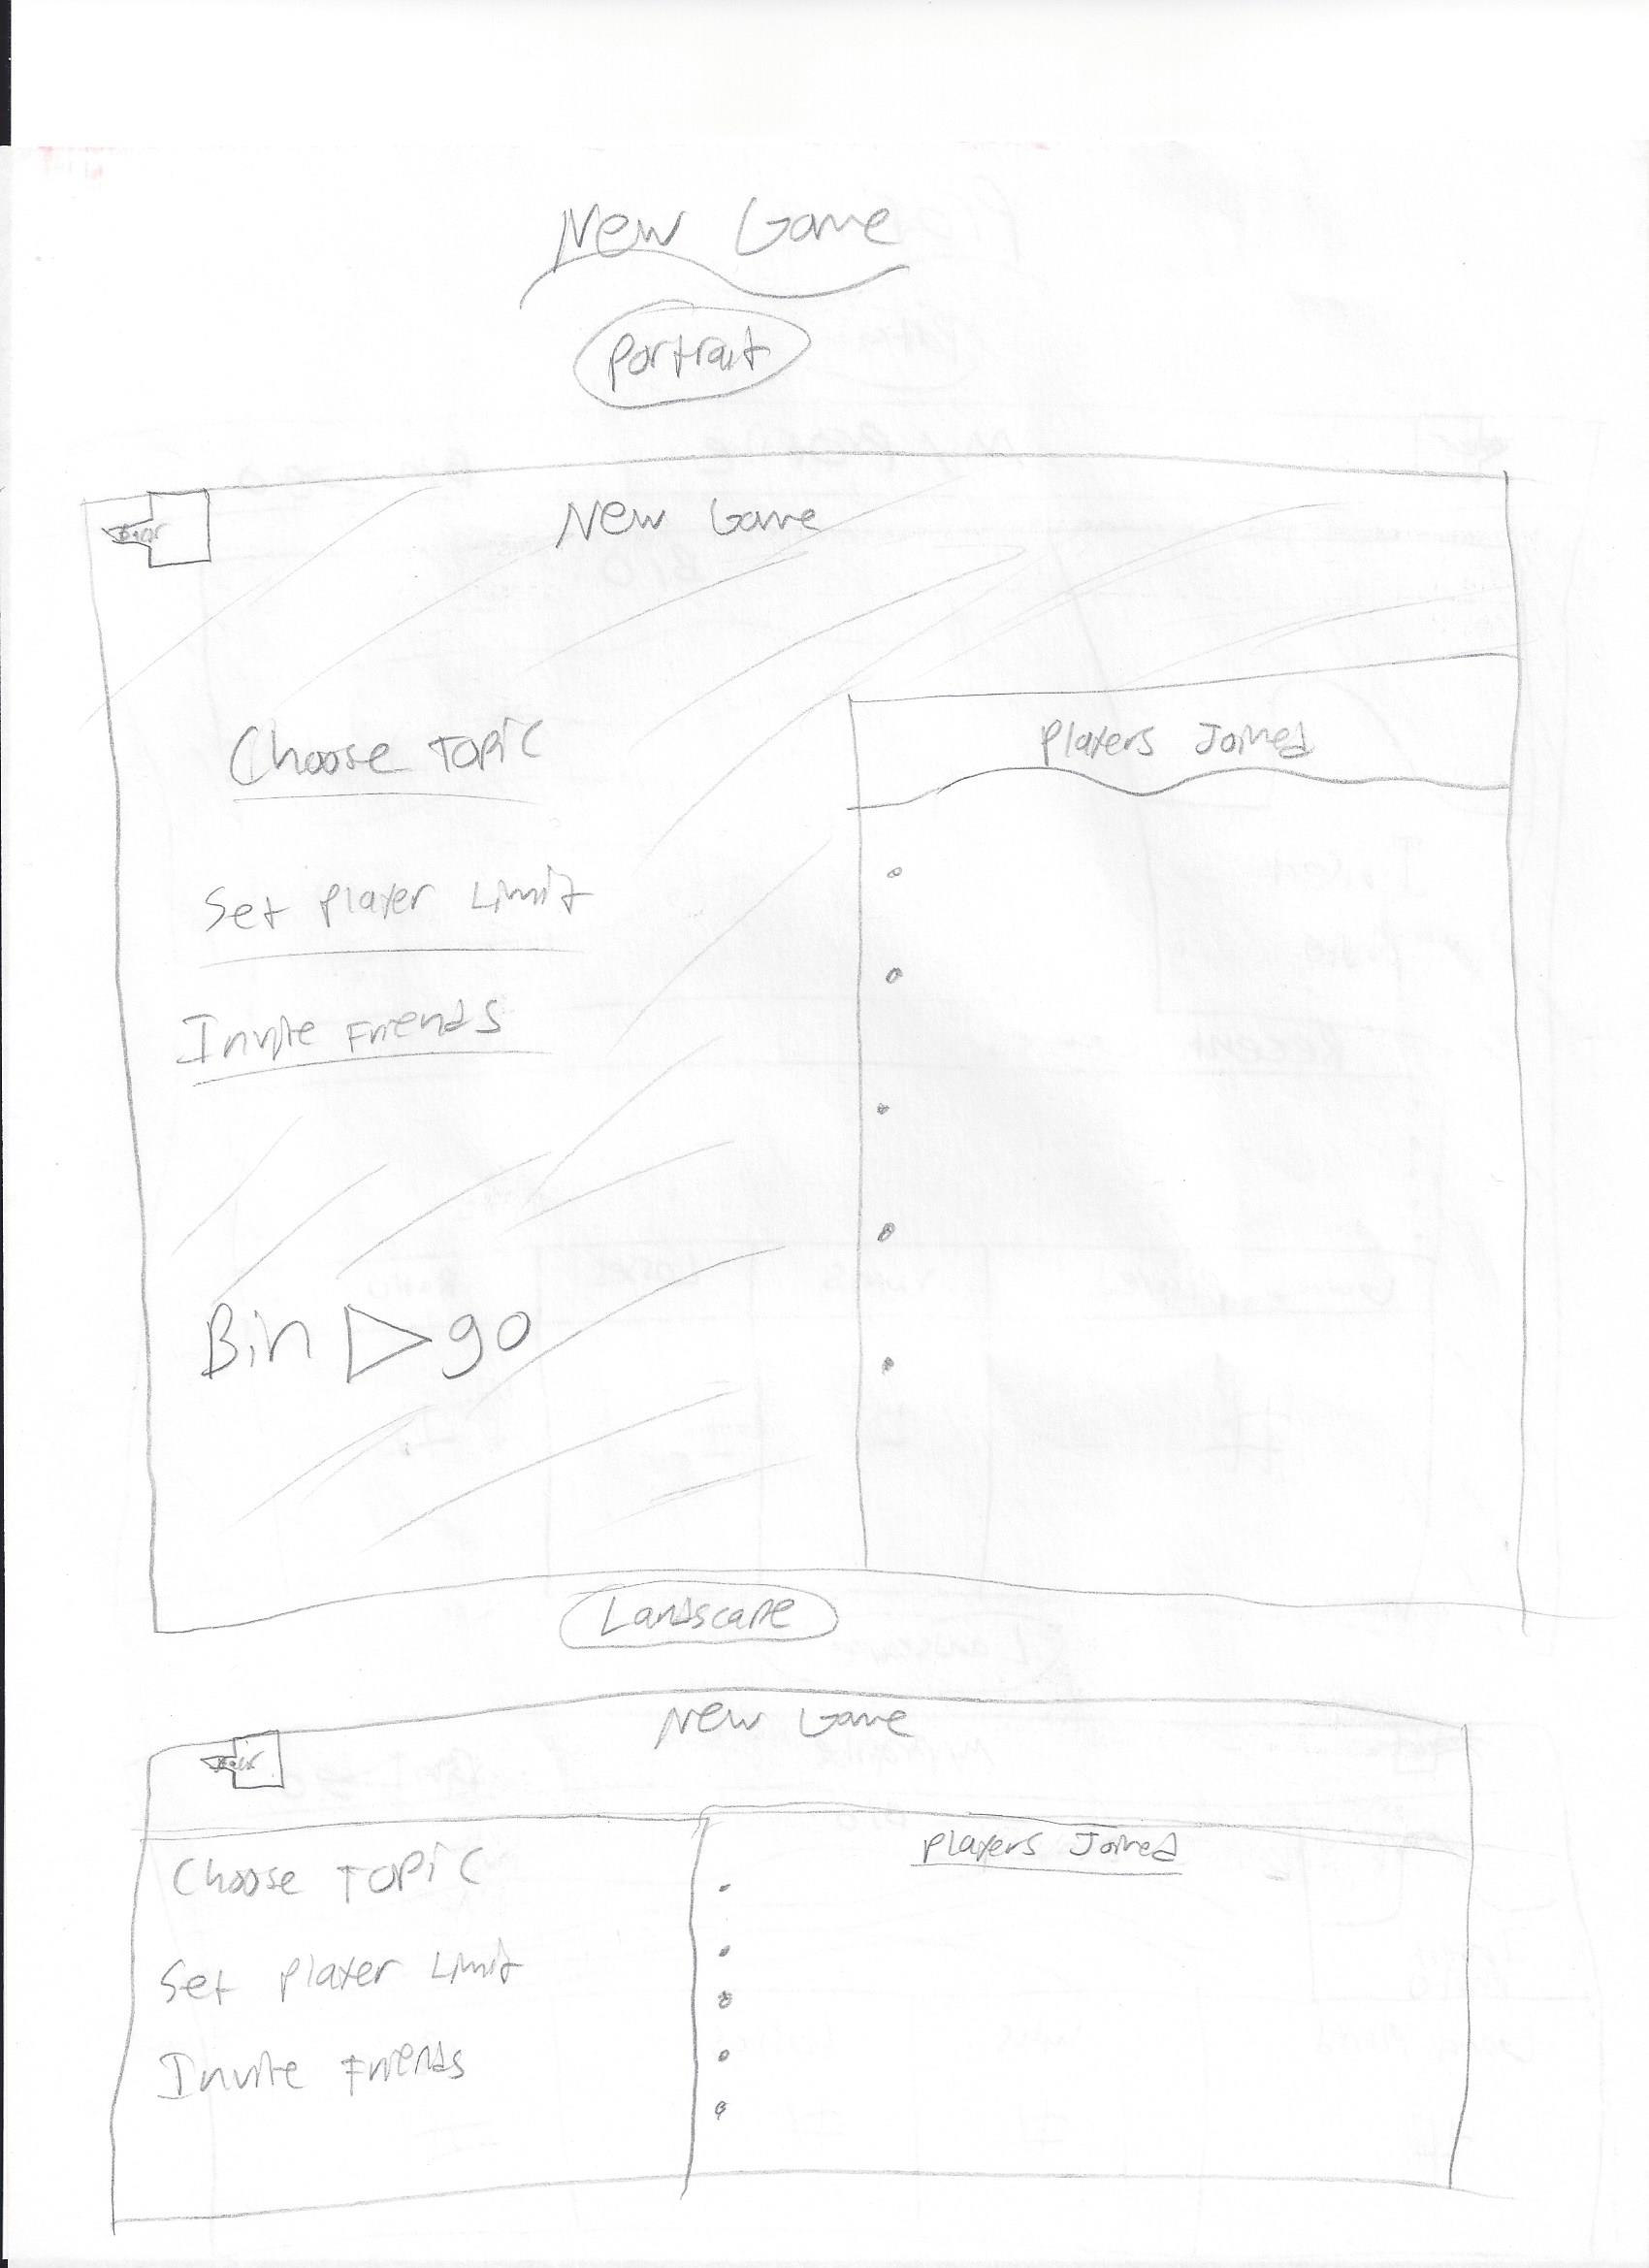 New Game
Portrait
Back
New Game
Choose Topic
Players Joined
Set Player Limit
Invite Friends
Bin go
Landscape
New Game
Back
Choose Topic
Players Joined
Set Player Limit
Invite Friends